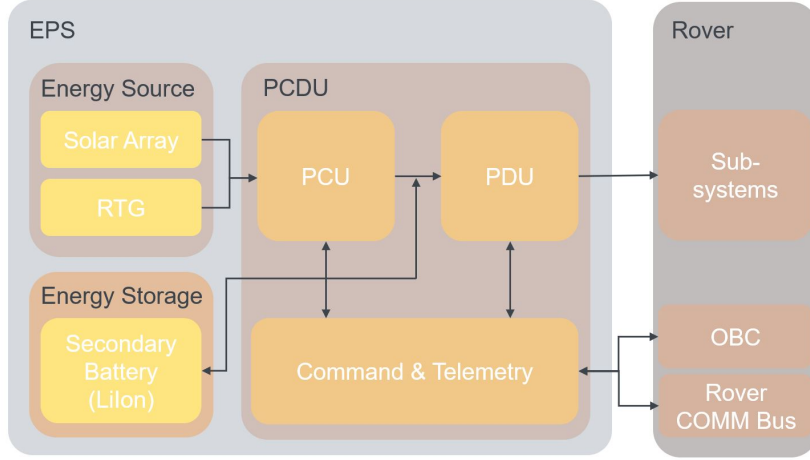 EPS
Energy Source
Solar Array
RTG
Energy Storage
Secondary
Battery
(LiIon)
PCDU
PCU
PDU
Command & Telemetry
Rover
Sub-
systems
OBC
Rover
COMM Bus